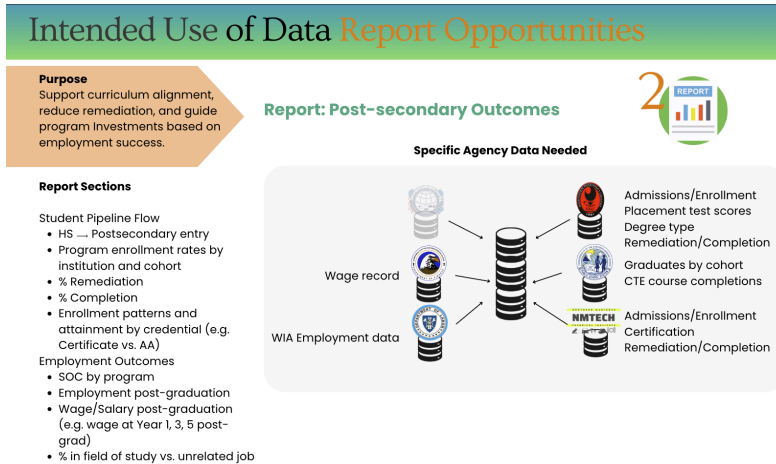 Intended Use of Data Report Opportunities
Purpose
Support curriculum alignment,
reduce remediation, and guide
program Investments based on
employment success.
Report: Post-secondary Outcomes
2
REPORT
Specific Agency Data Needed
Report Sections
Student Pipeline Flow
• HS → Postsecondary entry
• Program enrollment rates by
institution and cohort
• % Remediation
• % Completion
• Enrollment patterns and
attainment by credential (e.g.
Certificate vs. AA)
Employment Outcomes
• SOC by program
• Employment post-graduation
• Wage/Salary post-graduation
(e.g. wage at Year 1, 3, 5 post-
grad)
• % in field of study vs. unrelated job
Wage record
WIA Employment data
Admissions/Enrollment
Placement test scores
Degree type
Remediation/Completion
Graduates by cohort
CTE course completions
NMTECH
Admissions/Enrollment
Certification
Remediation/Completion